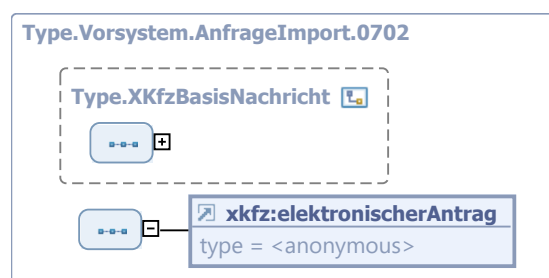 Type.Vorsystem.AnfrageImport.0702
Type.XKfzBasisNachricht
xkfz:elektronischerAntrag
type = <anonymous>